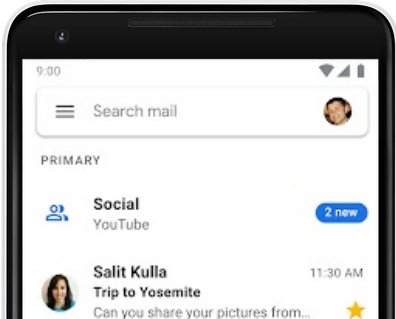 9:00
Search mail
PRIMARY
Social
2 new
YouTube
Salit Kulla
11:30 AM
Trip to Yosemite
Can you share your pictures from...